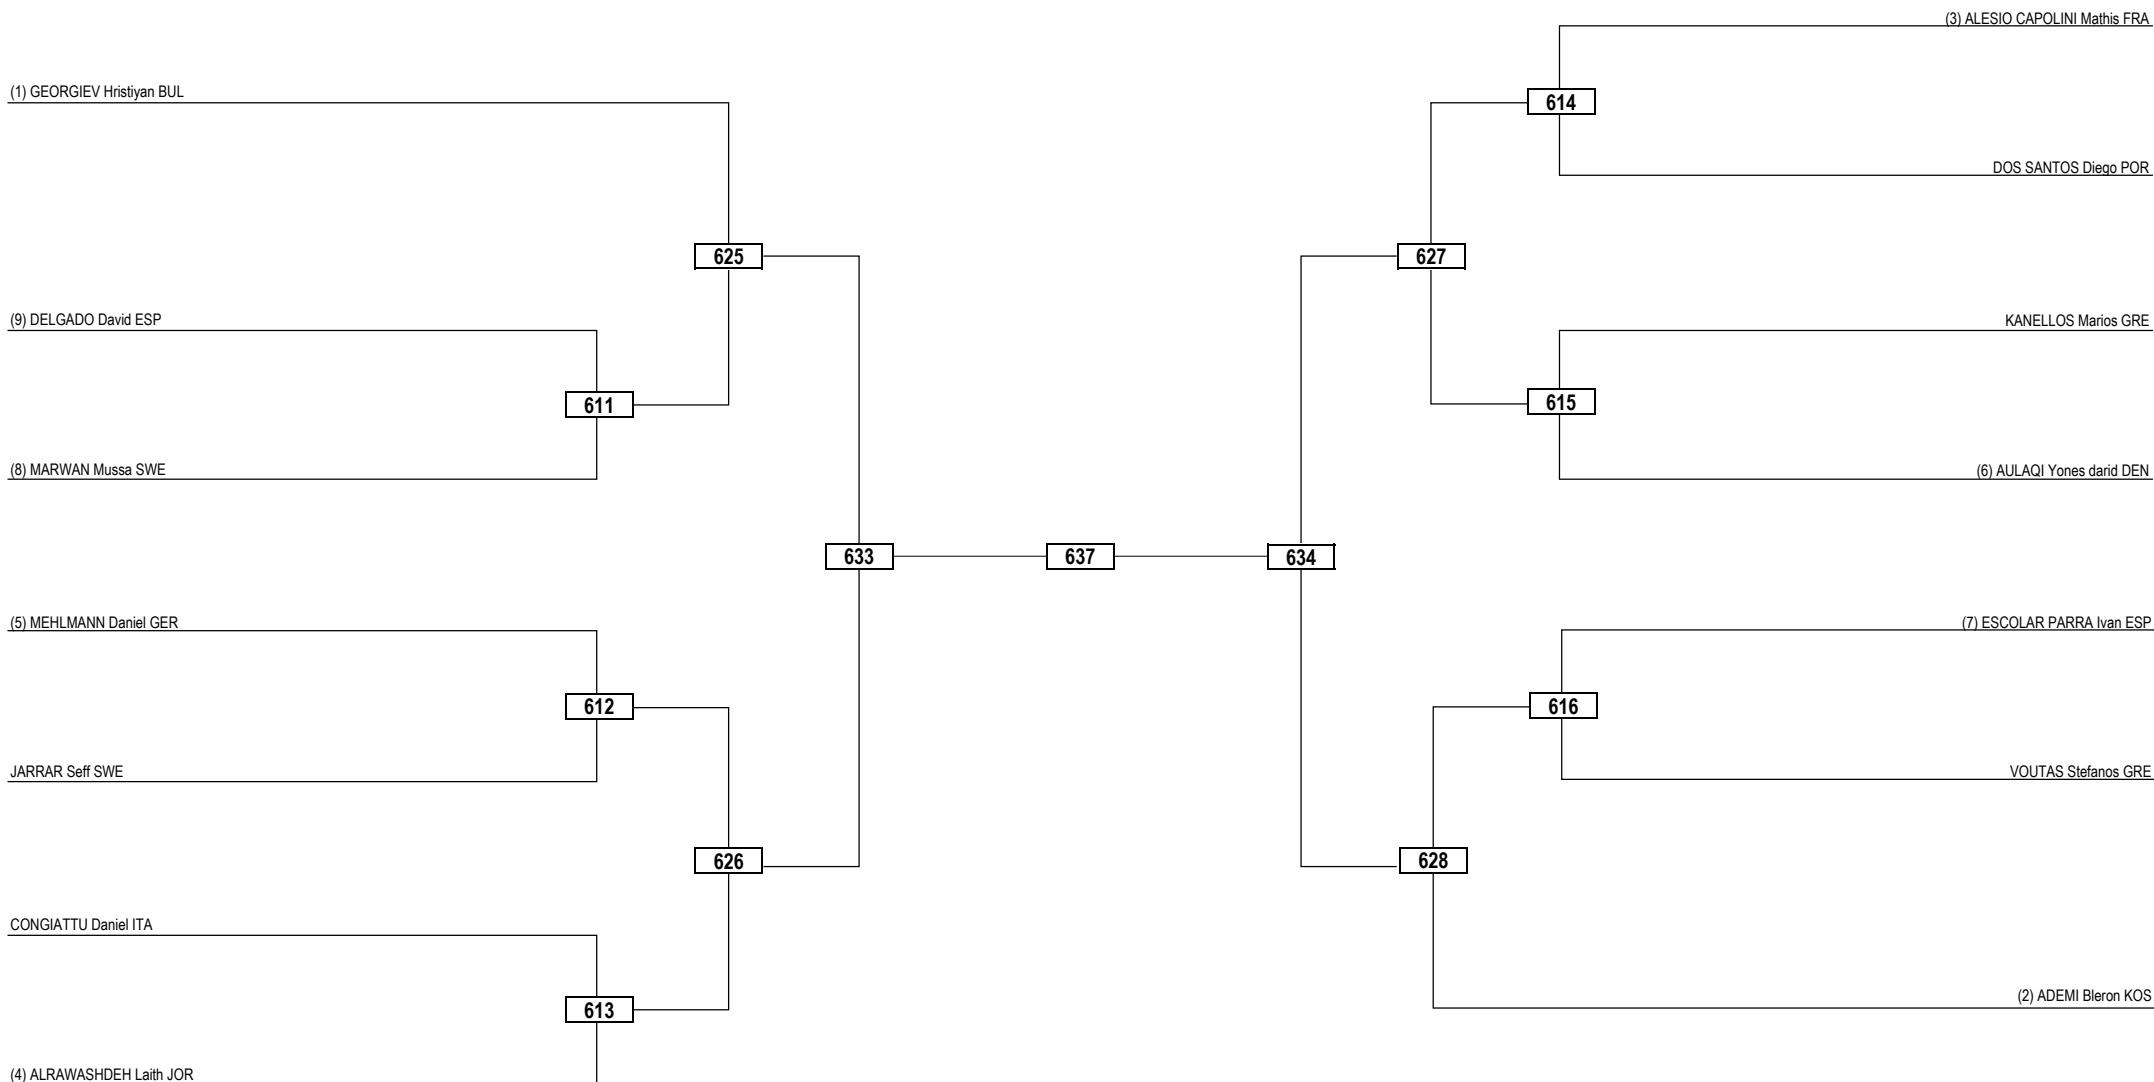 (3) ALESIO CAPOLINI Mathis FRA
(1) GEORGIEV Hristiyan BUL
614
DOS SANTOS Diego POR
625
627
(9) DELGADO David ESP
KANELLOS Marios GRE
611
615
(8) MARWAN Mussa SWE
(6) AULAQI Yones darid DEN
633
637
634
(5) MEHLMANN Daniel GER
(7) ESCOLAR PARRA Ivan ESP
612
616
JARRAR Seff SWE
VOUTAS Stefanos GRE
626
628
CONGIATTU Daniel ITA
(2) ADEMI Bleron KOS
613
(4) ALRAWASHDEH Laith JOR